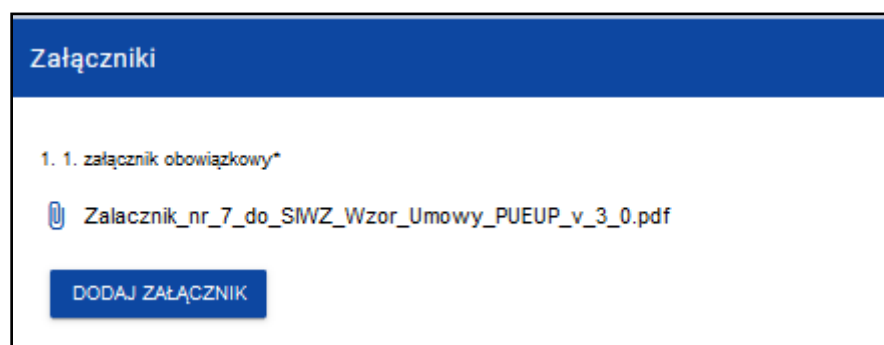 Załączniki
1. 1. załącznik obowiązkowy*
Zalacznik_nr_7_do_SIWZ_Wzor_Umowy_PUEUP_v_3_0.pdf
DODAJ ZAŁĄCZNIK